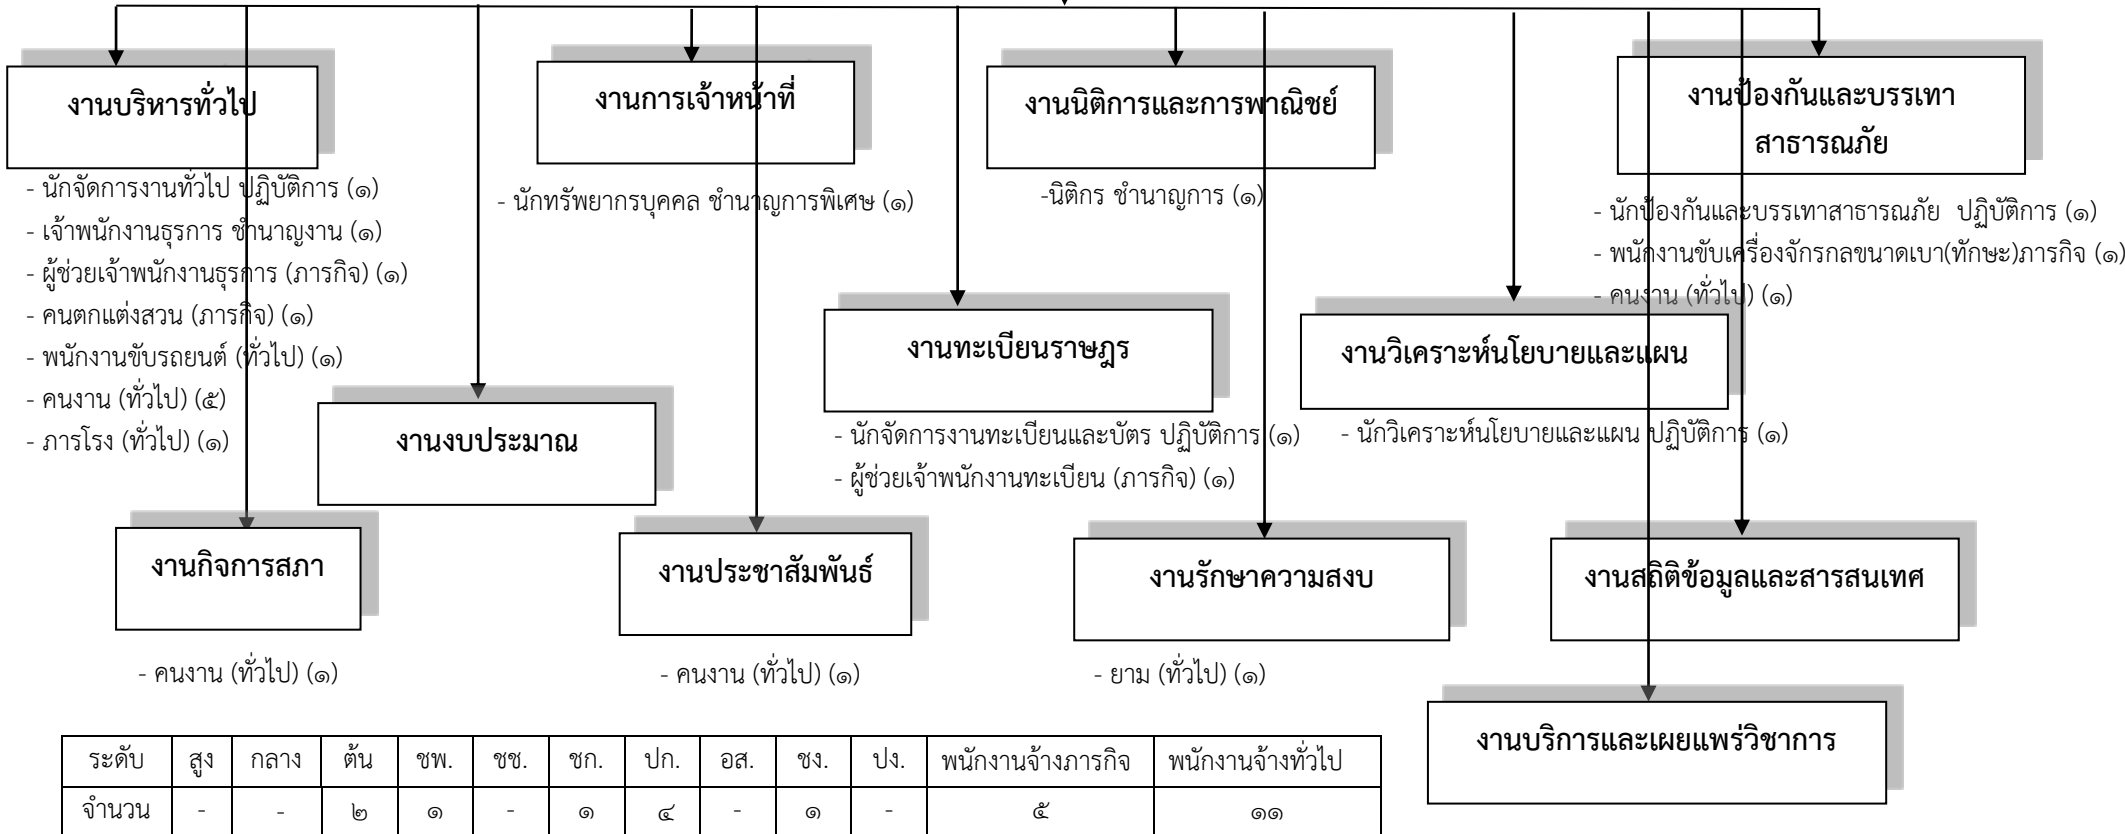 งานบริหารทั่วไป
- นักจัดการงานทั่วไป ปฏิบัติการ (๑)
- เจ้าพนักงานธุรการ ชำนาญงาน (๑)
- ผู้ช่วยเจ้าพนักงานธุรการ (ภารกิจ) (๑)
- คนตกแต่งสวน (ภารกิจ) (๑)
- พนักงานขับรถยนต์ (ทั่วไป) (๑)
- คนงาน (ทั่วไป) (๕)
- ภารโรง (ทั่วไป) (๑)
งานการเจ้าหน้าที่
- นักทรัพยากรบุคคล ชำนาญการพิเศษ (๑)
งานนิติการและการพาณิชย์
-นิติกร ชำนาญการ (๑)
งานป้องกันและบรรเทา
สาธารณภัย
- นักป้องกันและบรรเทาสาธารณภัย ปฏิบัติการ (๑)
- พนักงานขับเครื่องจักรกลขนาดเบา(ทักษะ)ภารกิจ (๑)
- คนงาน (ทั่วไป) (๑)
งานงบประมาณ
งานทะเบียนราษฎร
- นักจัดการงานทะเบียนและบัตร ปฏิบัติการ (๑)
- ผู้ช่วยเจ้าพนักงานทะเบียน (ภารกิจ) (๑)
งานวิเคราะห์นโยบายและแผน
- นักวิเคราะห์นโยบายและแผน ปฏิบัติการ (๑)
งานกิจการสภา
- คนงาน (ทั่วไป) (๑)
งานประชาสัมพันธ์
- คนงาน (ทั่วไป) (๑)
งานรักษาความสงบ
- ยาม (ทั่วไป) (๑)
งานสถิติข้อมูลและสารสนเทศ
งานบริการและเผยแพร่วิชาการ
ระดับ สูง กลาง ต้น ชพ. ชช. ชก. ปก. อส. ชง. ปง. พนักงานจ้างภารกิจ พนักงานจ้างทั่วไป
จำนวน - - ๒ ๑ - ๑ ๔ - ๑ - ๕ ๑๑